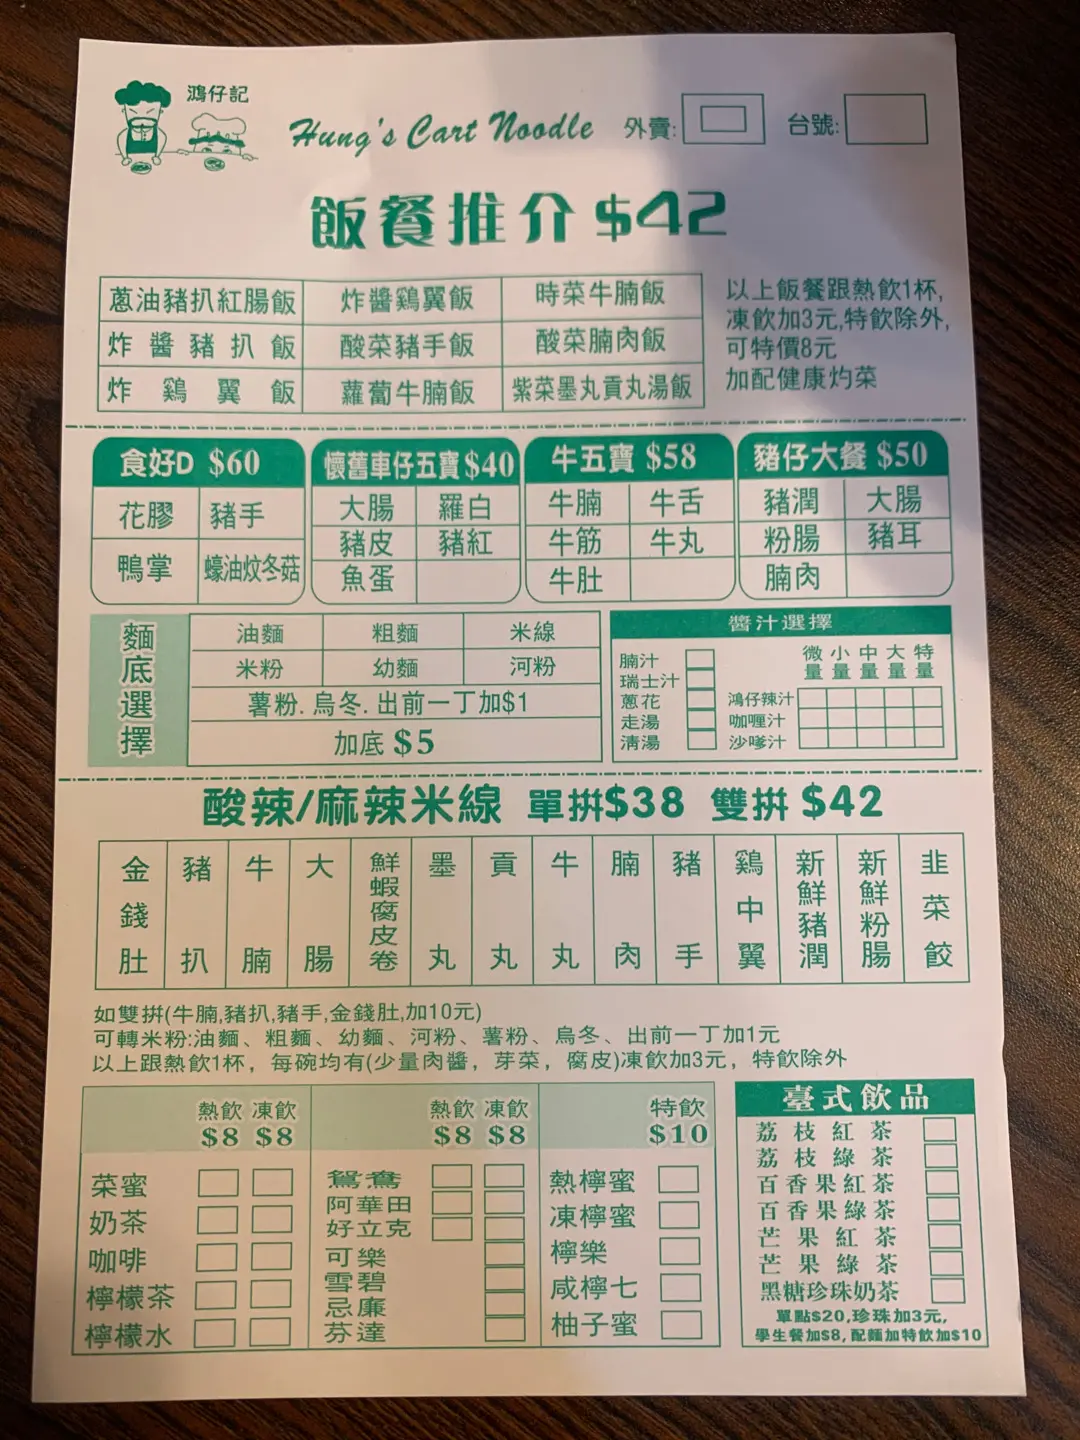 鴻仔記
Hung's Cart Noodle 外賣: 台號:
飯餐推介 $42
蔥油豬扒紅腸飯 炸醬鷄翼飯 時菜牛腩飯
炸醬豬扒飯 酸菜豬手飯 酸菜腩肉飯
炸鷄翼飯 蘿蔔牛腩飯 紫菜墨丸貢丸湯飯
以上飯餐跟熱飲1杯,
凍飲加3元,特飲除外,
可特價8元
加配健康灼菜
食好D $60
花膠 豬手
鴨掌 蠔油炆冬菇
懷舊車仔五寶 $40
大腸 羅白
豬皮 豬紅
魚蛋
牛五寶 $58
牛腩 牛舌
牛筋 牛丸
牛肚
豬仔大餐 $50
豬潤 大腸
粉腸 豬耳
腩肉
麵底選擇
油麵 粗麵 米線
米粉 幼麵 河粉
薯粉. 烏冬. 出前一丁加$1
加底 $5
醬汁選擇
腩汁
瑞士汁
蔥花
走湯
淸湯
微量 小量 中量 大量 特量
鴻仔辣汁
咖喱汁
沙嗲汁
酸辣/麻辣米線 單拼$38 雙拼 $42
金錢肚 豬扒 牛腩 大腸 鮮蝦腐皮卷 墨丸 貢丸 牛丸 腩肉 豬手 鷄中翼 新鮮豬潤 新鮮粉腸 韭菜餃
如雙拼(牛腩,豬扒,豬手,金錢肚,加10元)
可轉米粉:油麵、粗麵、幼麵、河粉、薯粉、烏冬、出前一丁加1元
以上跟熱飲1杯，每碗均有(少量肉醬，芽菜，腐皮)凍飲加3元，特飲除外
熱飲 凍飲
$8 $8
菜蜜
奶茶
咖啡
檸檬茶
檸檬水
熱飲 凍飲
$8 $8
鴛鴦
阿華田
好立克
可樂
雪碧
忌廉
芬達
特飲
$10
熱檸蜜
凍檸蜜
檸樂
咸檸七
柚子蜜
臺式飲品
荔枝紅茶
荔枝綠茶
百香果紅茶
百香果綠茶
芒果紅茶
芒果綠茶
黑糖珍珠奶茶
單點$20,珍珠加3元,
學生餐加$8, 配麵加特飲加$10